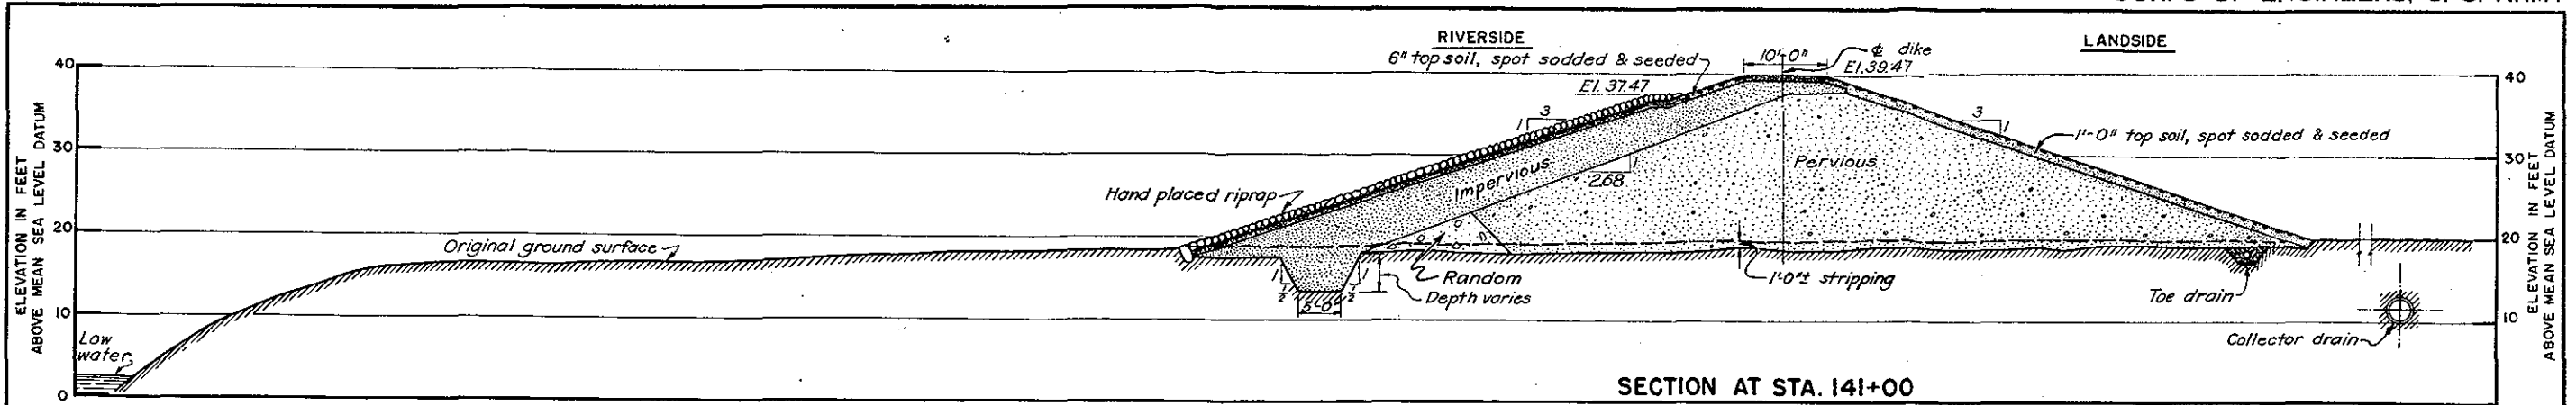 RIVERSIDE
LANDSIDE
6" top soil, spot sodded & seeded
10'-0"
℄ dike
El. 39.47
El. 37.47
40
30
20
10
0
ELEVATION IN FEET
ABOVE MEAN SEA LEVEL DATUM
3
1
3
1
1'-0" top soil, spot sodded & seeded
Impervious
Pervious
1
2.68
Hand placed riprap
Original ground surface
Random
Depth varies
1
1/2
1
1/2
5'-0"
1'-0"± stripping
Toe drain
Collector drain
Low
water
40
30
20
10
ELEVATION IN FEET
ABOVE MEAN SEA LEVEL DATUM
SECTION AT STA. 141+00